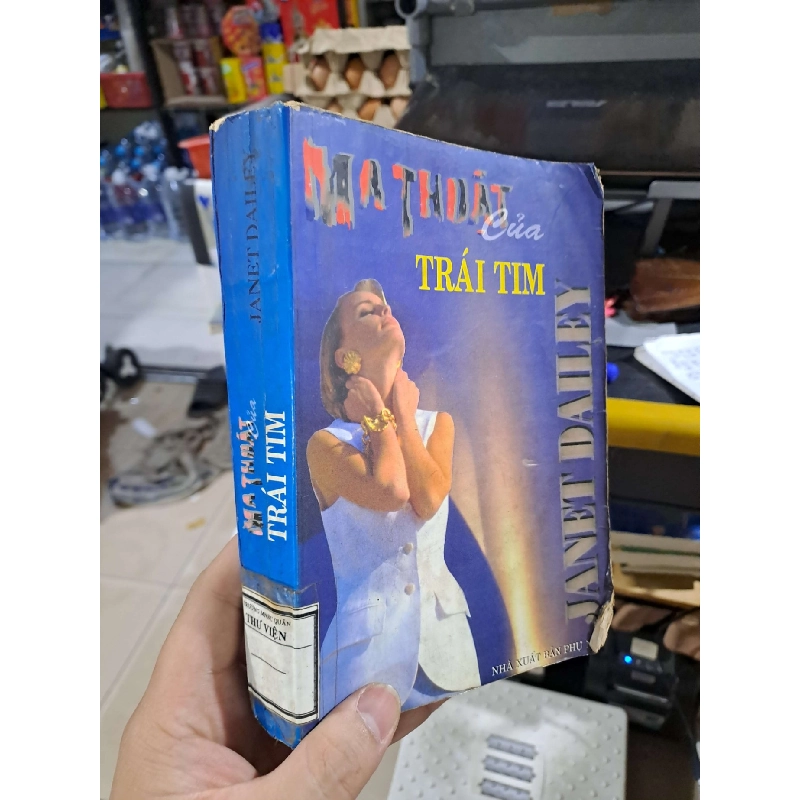 MA THUẬT
Của
TRÁI TIM
JANET DAILEY
NHÀ XUẤT BẢN PHỤ
JANET DAILEY
MA THUẬT
Của
TRÁI TIM
THƯ VIỆN